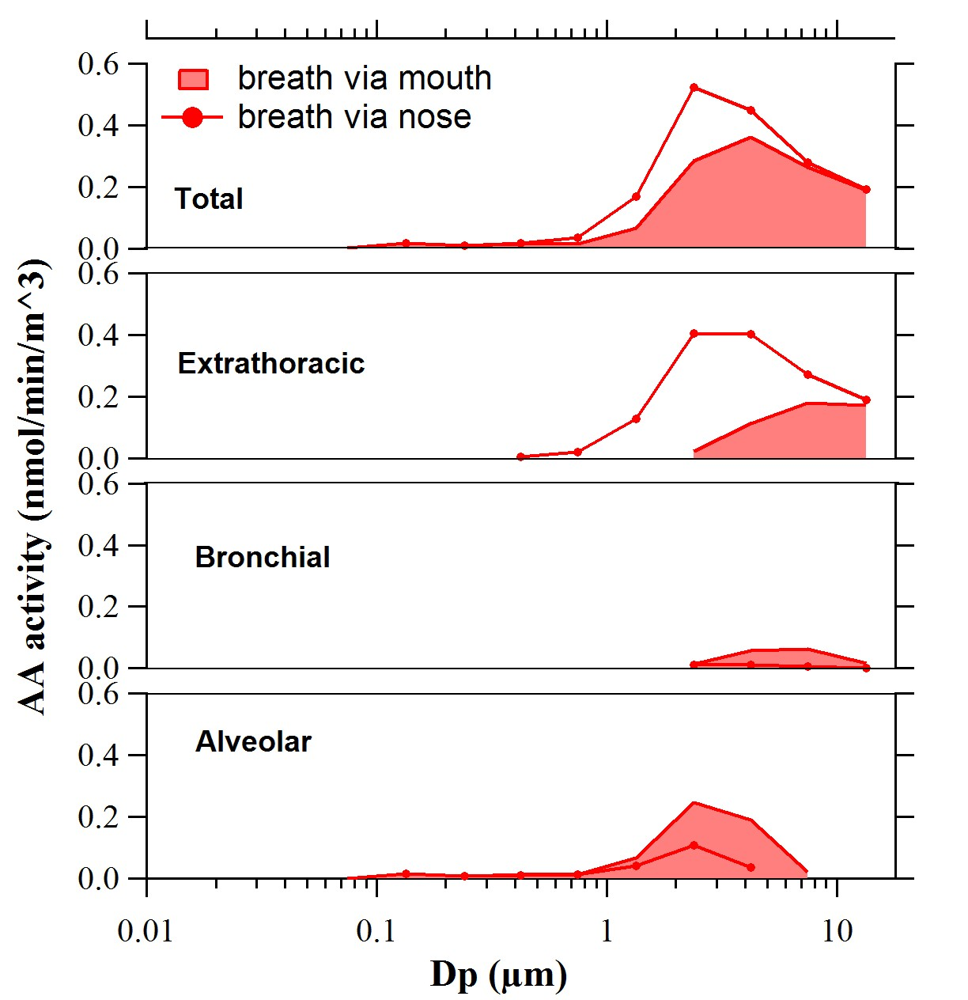 0.6
breath via mouth
breath via nose
0.4
0.2
Total
0.0
0.6
0.4
Extrathoracic
0.2
0.0
0.6
0.4
Bronchial
0.2
0.0
0.6
0.4
Alveolar
0.2
0.0
AA activity (nmol/min/m^3)
0.01
0.1
1
10
Dp (µm)